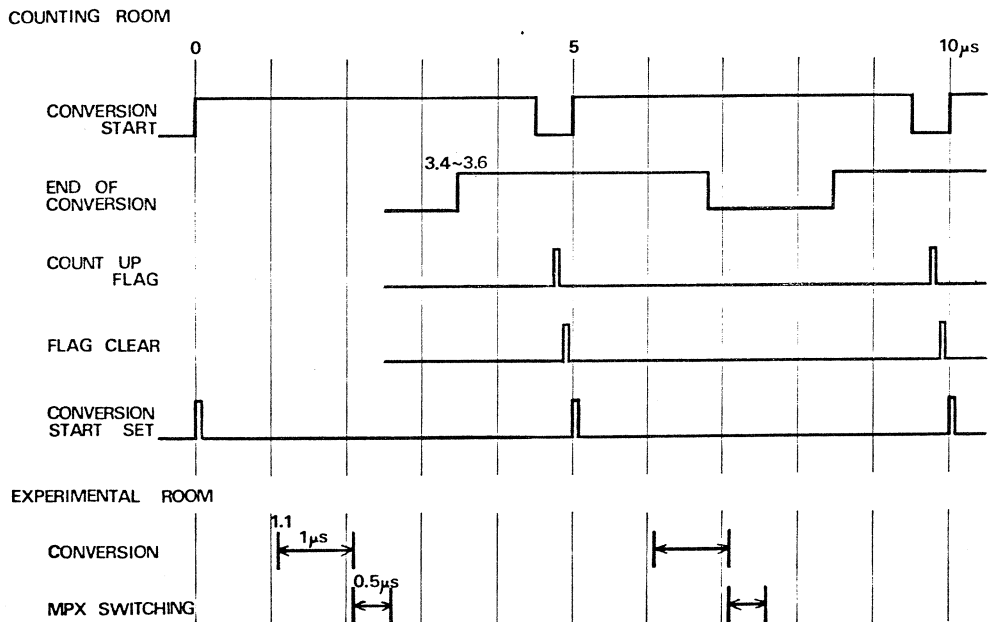 COUNTING ROOM
0 5 10μs
CONVERSION
START
3.4~3.6
END OF
CONVERSION
COUNT UP
FLAG
FLAG CLEAR
CONVERSION
START SET
EXPERIMENTAL ROOM
1.1
1μs
CONVERSION
0.5μs
MPX SWITCHING